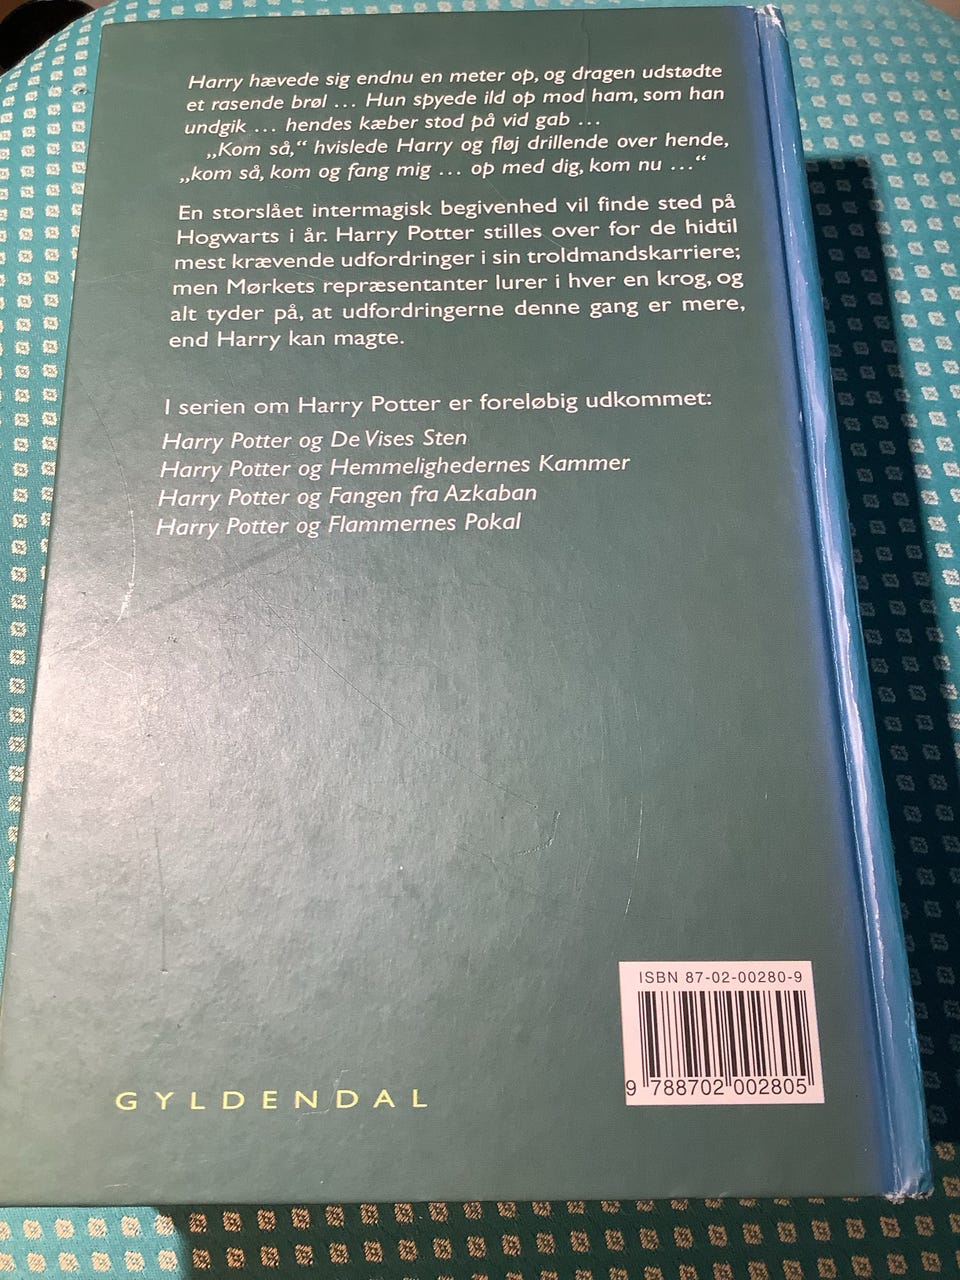 Harry hævede sig endnu en meter op, og dragen udstødte
et rasende brøl ... Hun spyede ild op mod ham, som han
undgik ... hendes kæber stod på vid gab ...
„Kom så,“ hvislede Harry og fløj drillende over hende,
„kom så, kom og fang mig ... op med dig, kom nu ...“
En storslået intermagisk begivenhed vil finde sted på
Hogwarts i år. Harry Potter stilles over for de hidtil
mest krævende udfordringer i sin troldmandskarriere;
men Mørkets repræsentanter lurer i hver en krog, og
alt tyder på, at udfordringerne denne gang er mere,
end Harry kan magte.
I serien om Harry Potter er foreløbig udkommet:
Harry Potter og De Vises Sten
Harry Potter og Hemmelighedernes Kammer
Harry Potter og Fangen fra Azkaban
Harry Potter og Flammernes Pokal
ISBN 87-02-00280-9
9 788702 002805
GYLDENDAL